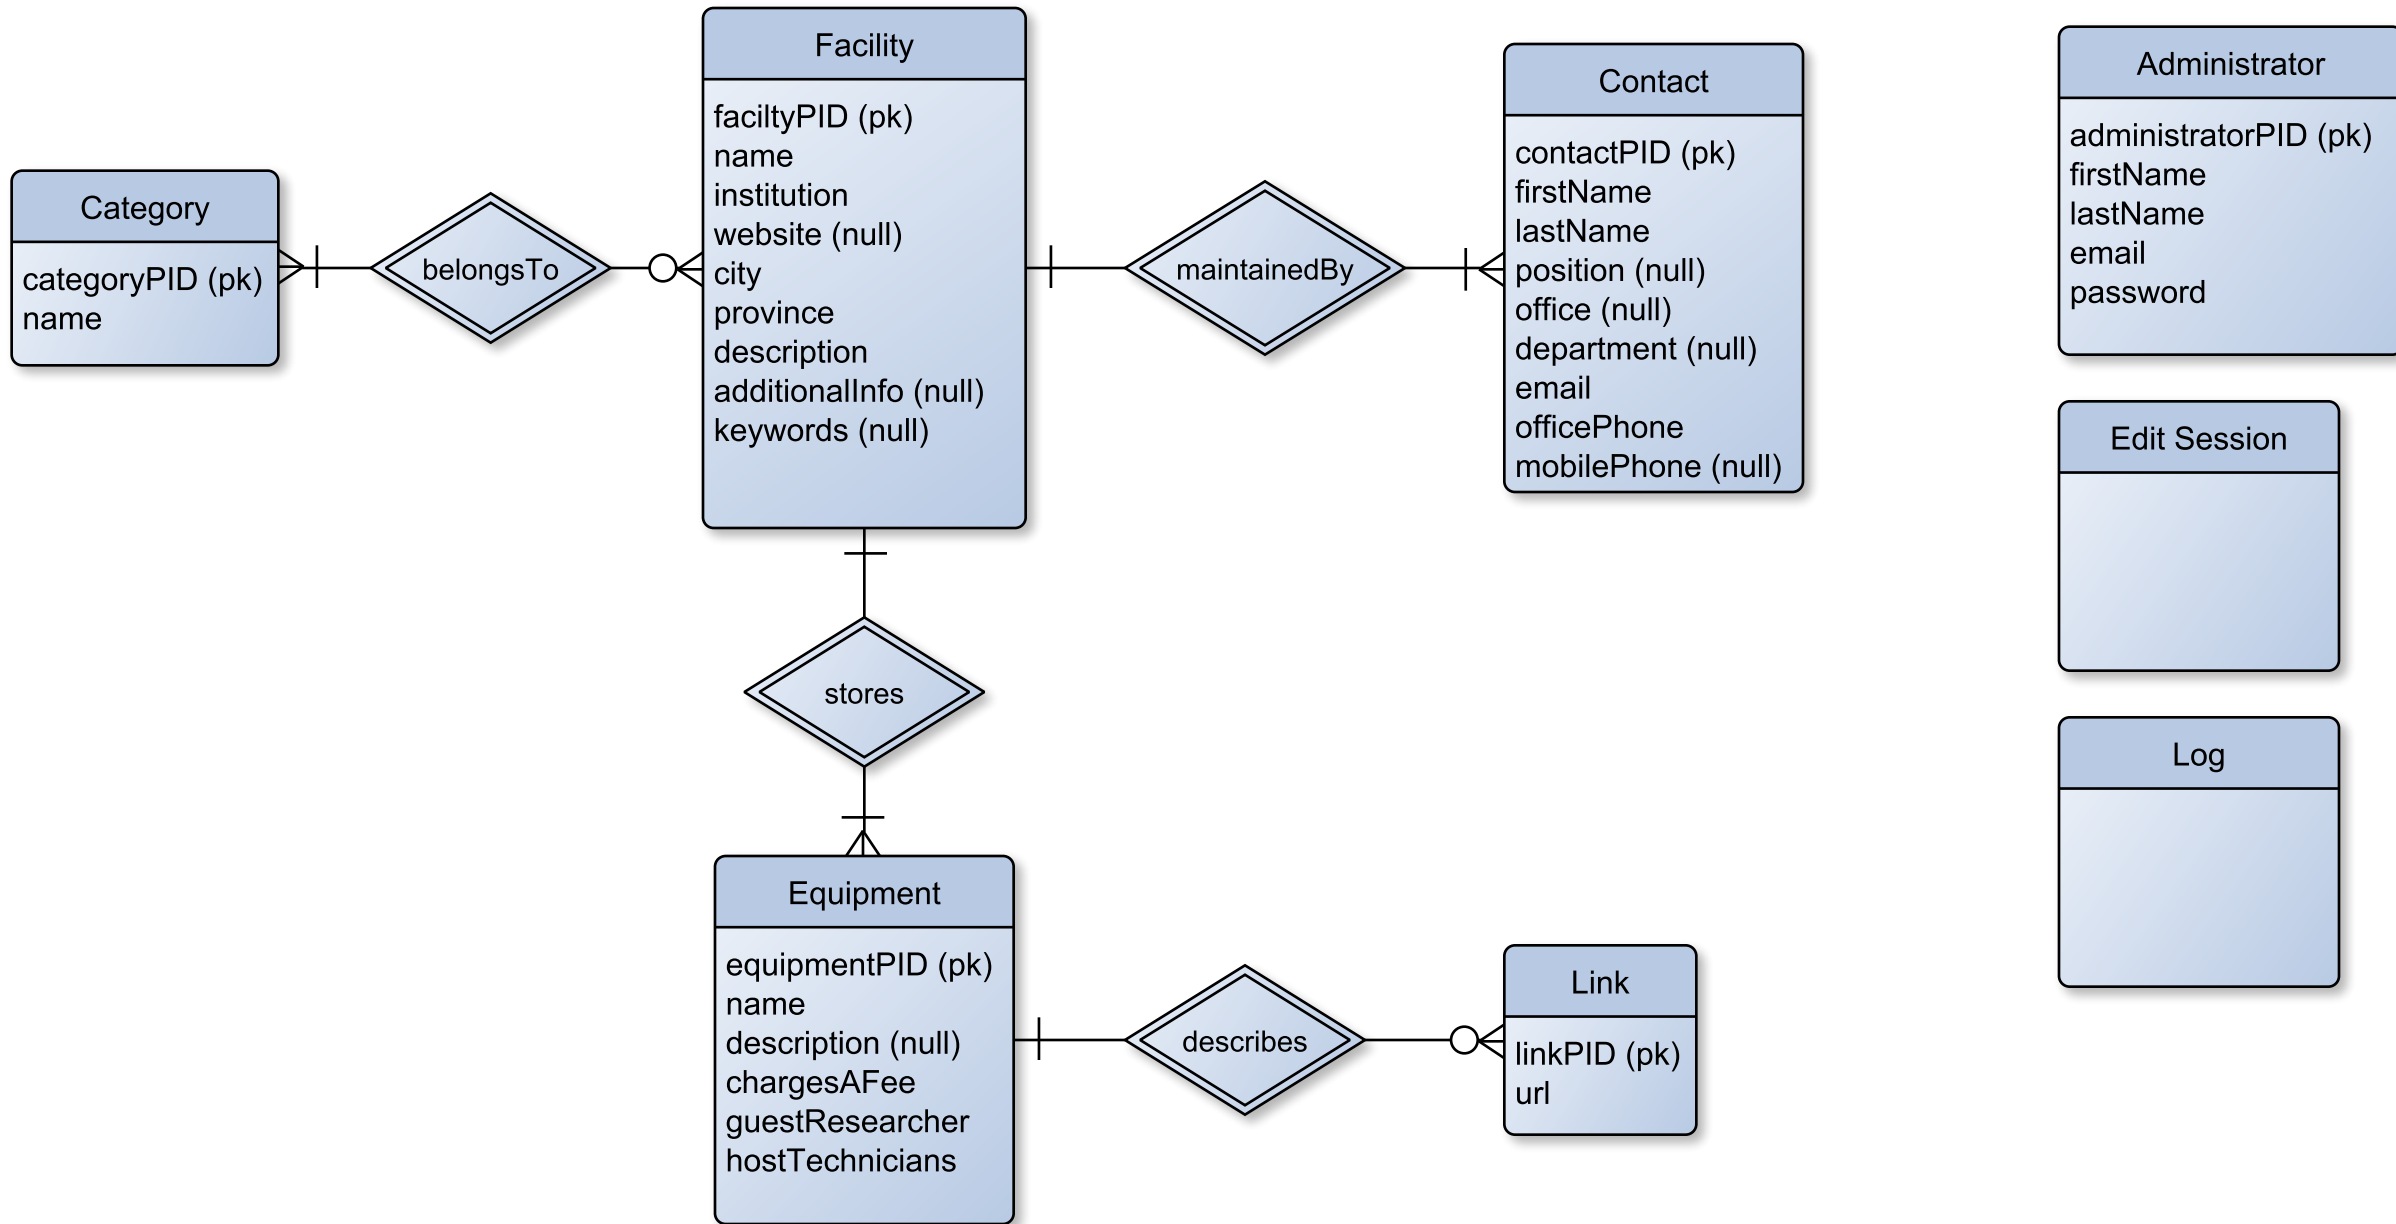 Facility
faciltyPID (pk)
name
institution
website (null)
city
province
description
additionalInfo (null)
keywords (null)
Contact
contactPID (pk)
firstName
lastName
position (null)
office (null)
department (null)
email
officePhone
mobilePhone (null)
Administrator
administratorPID (pk)
firstName
lastName
email
password
Category
categoryPID (pk)
name
belongsTo
maintainedBy
Edit Session
stores
Log
Equipment
equipmentPID (pk)
name
description (null)
chargesAFee
guestResearcher
hostTechnicians
describes
Link
linkPID (pk)
url